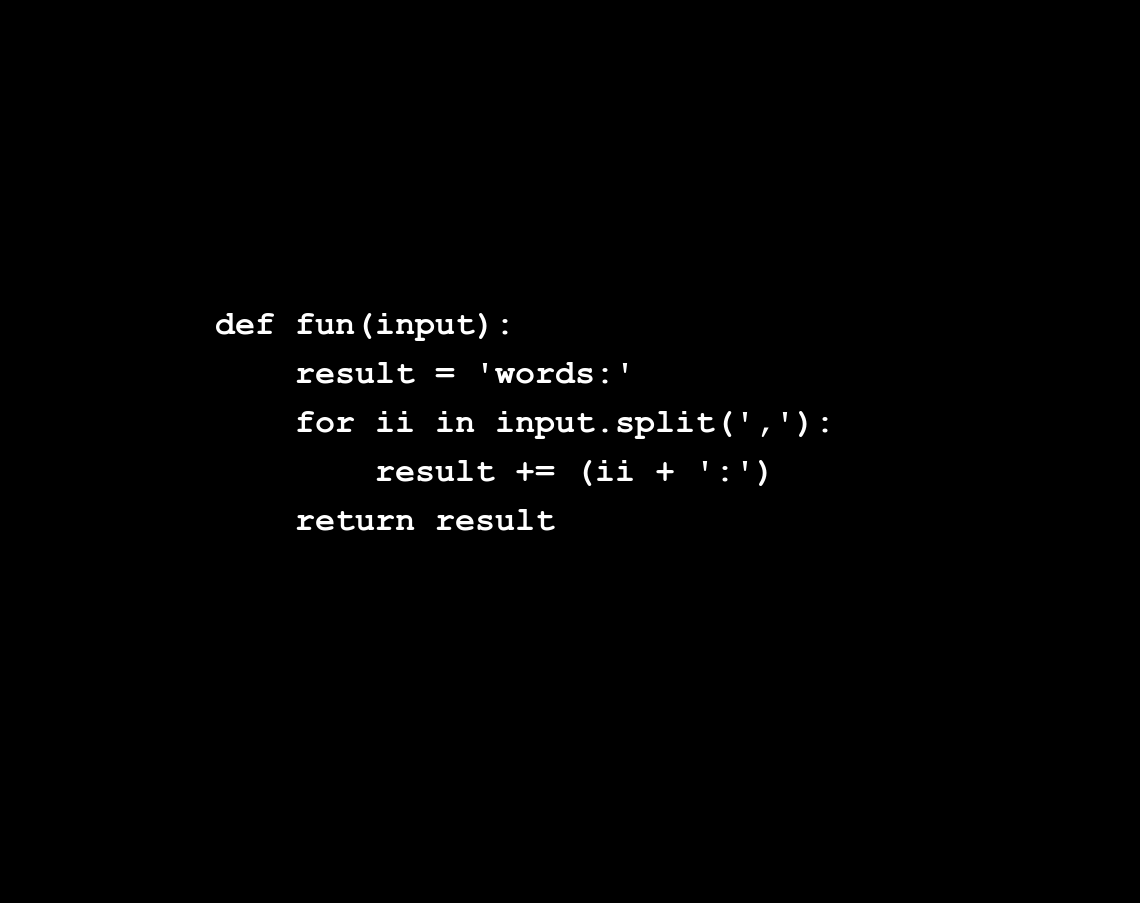 def fun(input):
    result = 'words:'
    for ii in input.split(','):
        result += (ii + ':')
    return result